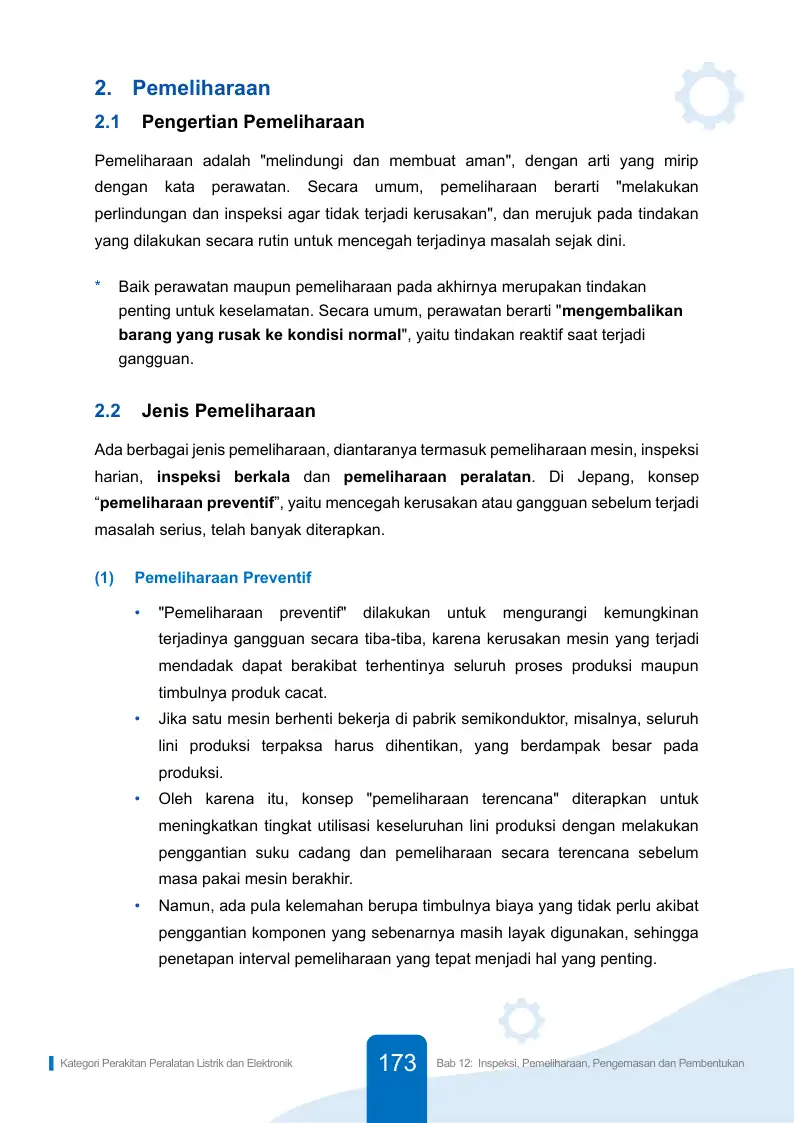 2. Pemeliharaan
2.1 Pengertian Pemeliharaan
Pemeliharaan adalah "melindungi dan membuat aman", dengan arti yang mirip
dengan kata perawatan. Secara umum, pemeliharaan berarti "melakukan
perlindungan dan inspeksi agar tidak terjadi kerusakan", dan merujuk pada tindakan
yang dilakukan secara rutin untuk mencegah terjadinya masalah sejak dini.
* Baik perawatan maupun pemeliharaan pada akhirnya merupakan tindakan
penting untuk keselamatan. Secara umum, perawatan berarti "mengembalikan
barang yang rusak ke kondisi normal", yaitu tindakan reaktif saat terjadi
gangguan.
2.2 Jenis Pemeliharaan
Ada berbagai jenis pemeliharaan, diantaranya termasuk pemeliharaan mesin, inspeksi
harian, inspeksi berkala dan pemeliharaan peralatan. Di Jepang, konsep
“pemeliharaan preventif”, yaitu mencegah kerusakan atau gangguan sebelum terjadi
masalah serius, telah banyak diterapkan.
(1) Pemeliharaan Preventif
• "Pemeliharaan preventif" dilakukan untuk mengurangi kemungkinan
terjadinya gangguan secara tiba-tiba, karena kerusakan mesin yang terjadi
mendadak dapat berakibat terhentinya seluruh proses produksi maupun
timbulnya produk cacat.
• Jika satu mesin berhenti bekerja di pabrik semikonduktor, misalnya, seluruh
lini produksi terpaksa harus dihentikan, yang berdampak besar pada
produksi.
• Oleh karena itu, konsep "pemeliharaan terencana" diterapkan untuk
meningkatkan tingkat utilisasi keseluruhan lini produksi dengan melakukan
penggantian suku cadang dan pemeliharaan secara terencana sebelum
masa pakai mesin berakhir.
• Namun, ada pula kelemahan berupa timbulnya biaya yang tidak perlu akibat
penggantian komponen yang sebenarnya masih layak digunakan, sehingga
penetapan interval pemeliharaan yang tepat menjadi hal yang penting.
Kategori Perakitan Peralatan Listrik dan Elektronik
173
Bab 12: Inspeksi, Pemeliharaan, Pengemasan dan Pembentukan